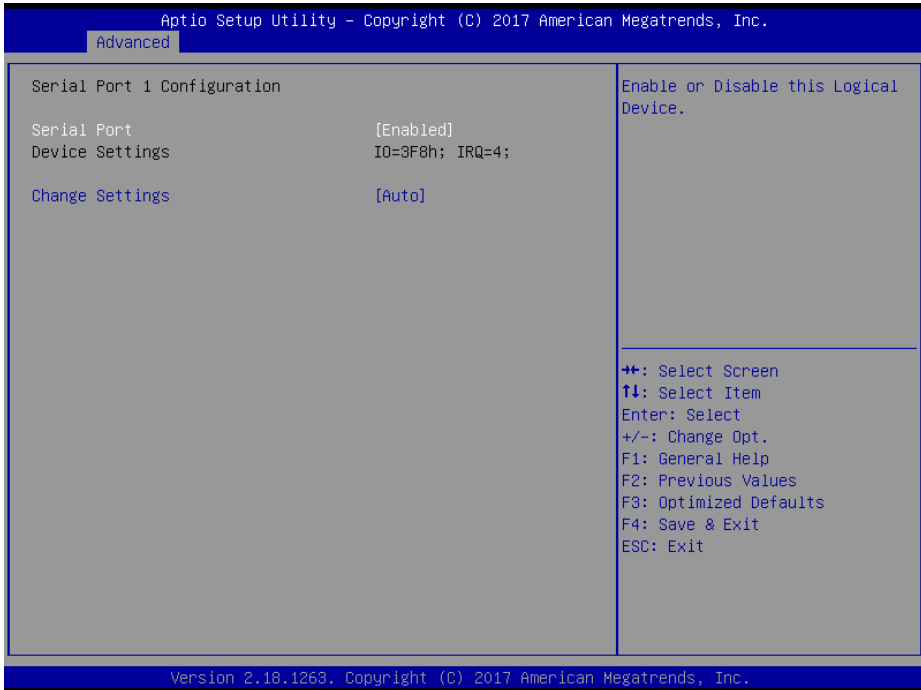 Aptio Setup Utility – Copyright (C) 2017 American Megatrends, Inc.
Advanced
Serial Port 1 Configuration
Serial Port [Enabled]
Device Settings IO=3F8h; IRQ=4;
Change Settings [Auto]
Enable or Disable this Logical
Device.
→←: Select Screen
↑↓: Select Item
Enter: Select
+/-: Change Opt.
F1: General Help
F2: Previous Values
F3: Optimized Defaults
F4: Save & Exit
ESC: Exit
Version 2.18.1263. Copyright (C) 2017 American Megatrends, Inc.